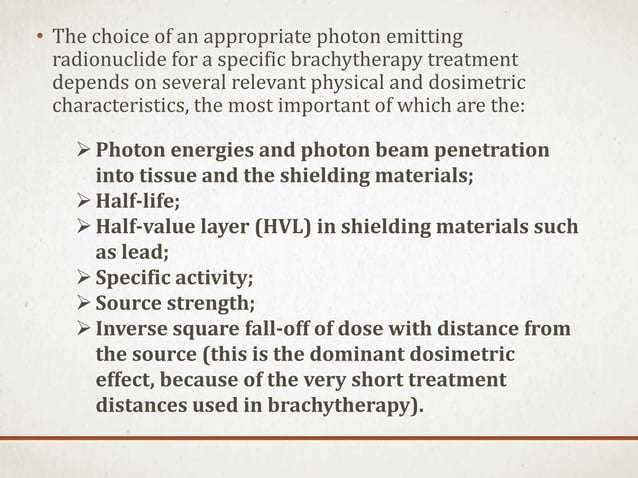 • The choice of an appropriate photon emitting
radionuclide for a specific brachytherapy treatment
depends on several relevant physical and dosimetric
characteristics, the most important of which are the:
➢ Photon energies and photon beam penetration
into tissue and the shielding materials;
➢ Half-life;
➢ Half-value layer (HVL) in shielding materials such
as lead;
➢ Specific activity;
➢ Source strength;
➢ Inverse square fall-off of dose with distance from
the source (this is the dominant dosimetric
effect, because of the very short treatment
distances used in brachytherapy).